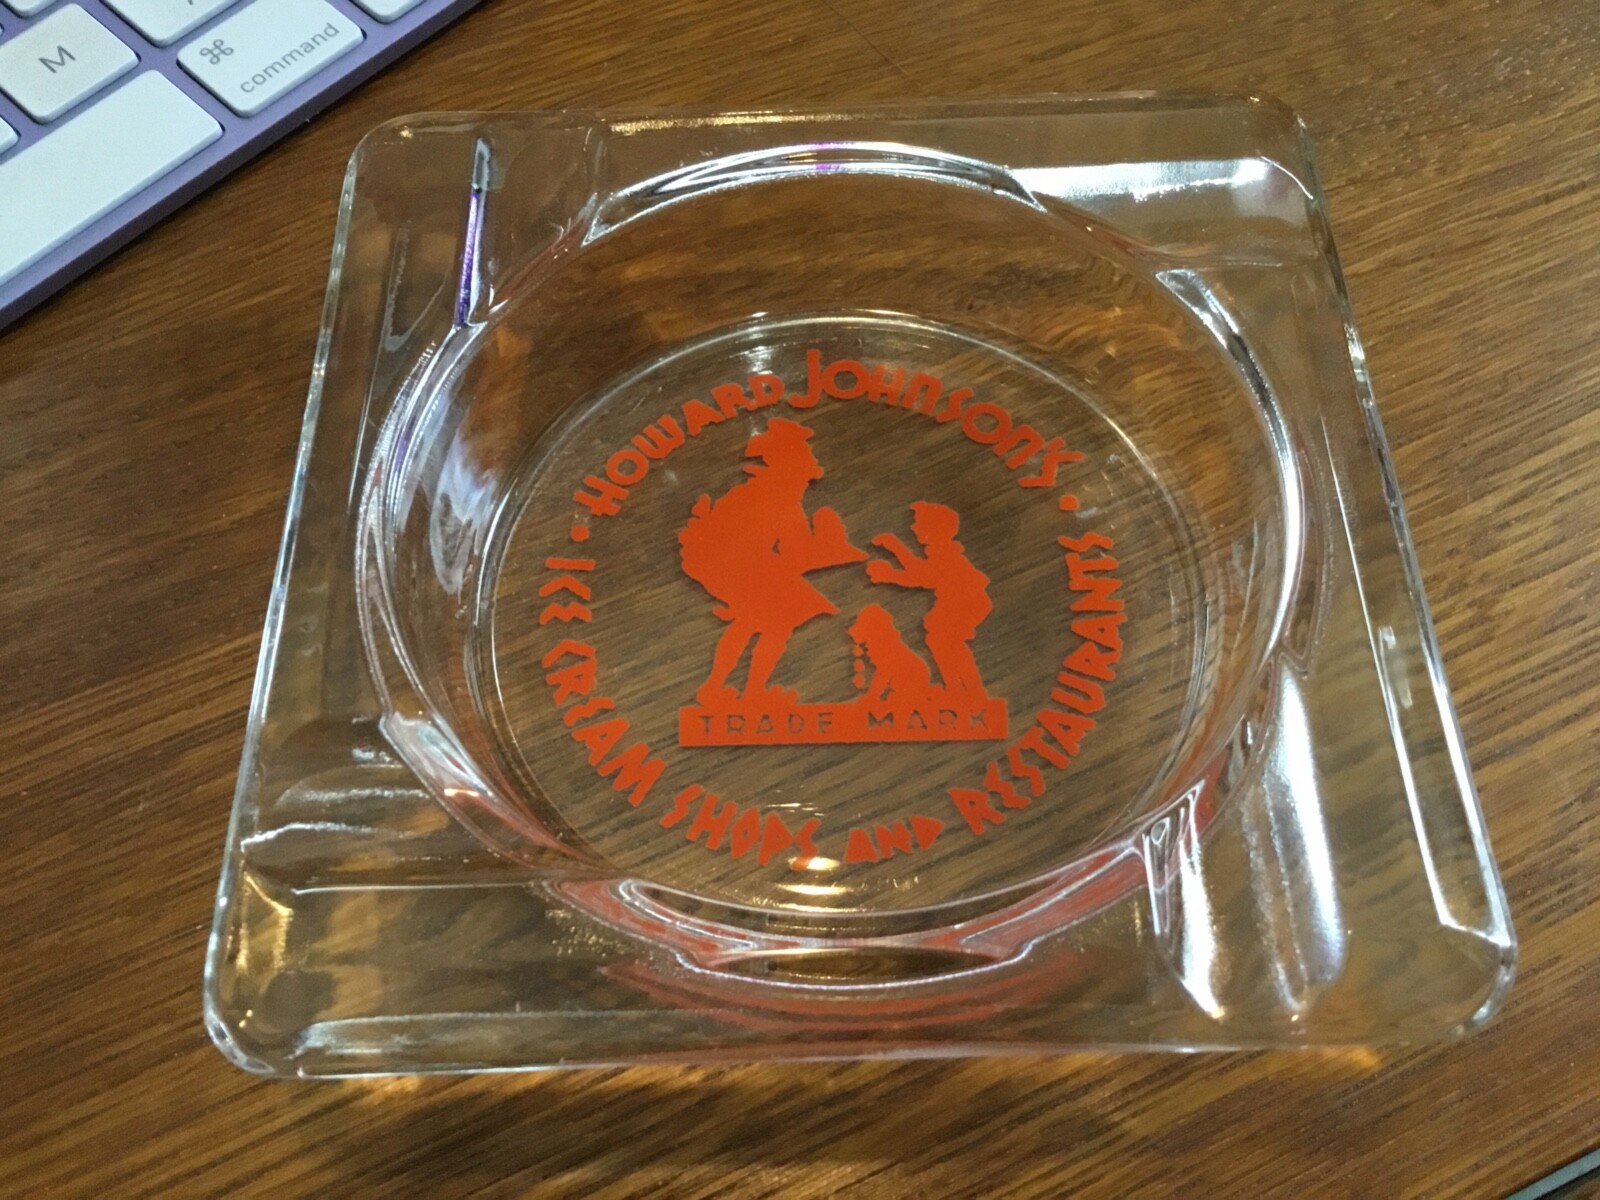 M
⌘
command
HOWARD JOHNSON'S
TRADE MARK
• ICE CREAM SHOPS AND RESTAURANTS •